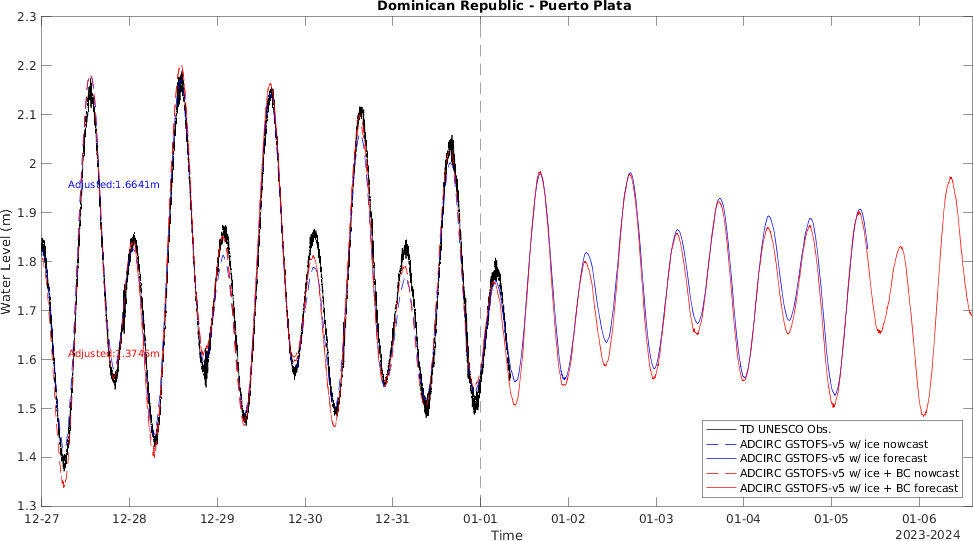 Dominican Republic - Puerto Plata
2.3
2.2
2.1
2
1.9
1.8
1.7
1.6
1.5
1.4
1.3
Water Level (m)
Adjusted:1.6641m
Adjusted:1.3745m
TD UNESCO Obs.
ADCIRC GSTOFS-v5 w/ ice nowcast
ADCIRC GSTOFS-v5 w/ ice forecast
ADCIRC GSTOFS-v5 w/ ice + BC nowcast
ADCIRC GSTOFS-v5 w/ ice + BC forecast
12-27 12-28 12-29 12-30 12-31 01-01 01-02 01-03 01-04 01-05 01-06
Time
2023-2024